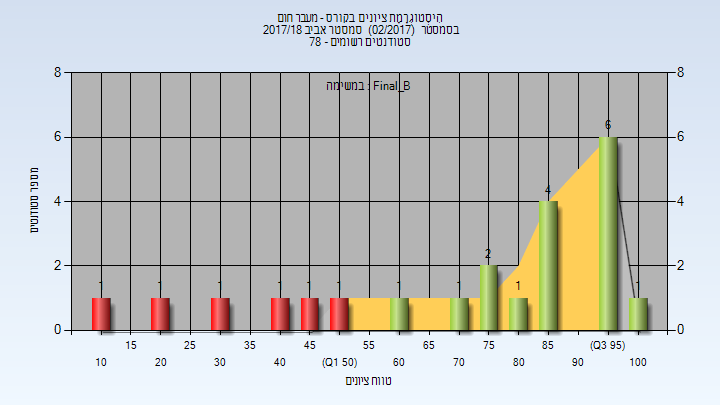 היסטוגרמת ציונים בקורס - מעבר חום
בסמסטר (02/2017) סמסטר אביב 2017/18
סטודנטים רשומים - 78
במשימה : Final_B
8 8
6 6
4 4
2 2
0 0
1 1 1 1 1 1 1 1 2 1 4 6 1
מספר סטודנטים
15 25 35 45 55 65 75 85 (Q3 95)
10 20 30 40 (Q1 50) 60 70 80 90 100
טווח ציונים